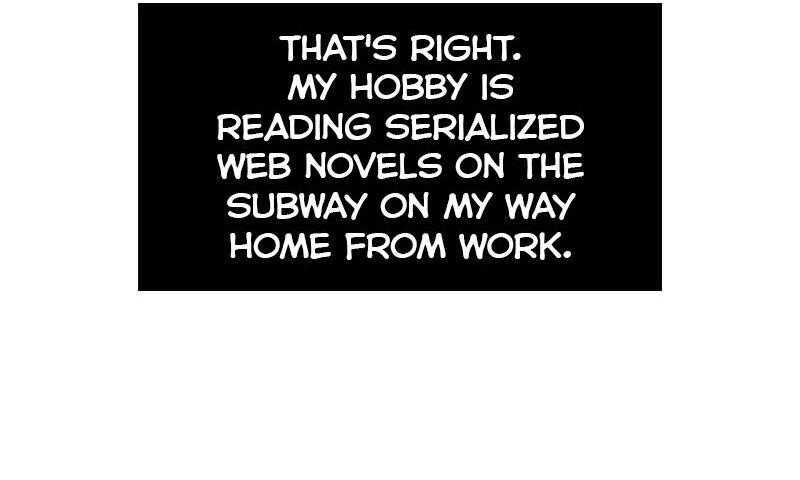 THAT'S RIGHT.
MY HOBBY IS
READING SERIALIZED
WEB NOVELS ON THE
SUBWAY ON MY WAY
HOME FROM WORK.